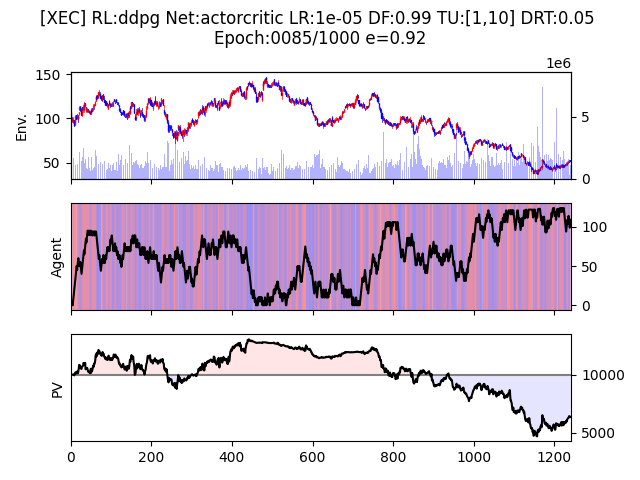 [XEC] RL:ddpg Net:actorcritic LR:1e-05 DF:0.99 TU:[1,10] DRT:0.05
Epoch:0085/1000 e=0.92
1e6
150
100
50
Env.
5
0
Agent
100
50
0
PV
10000
5000
0 200 400 600 800 1000 1200